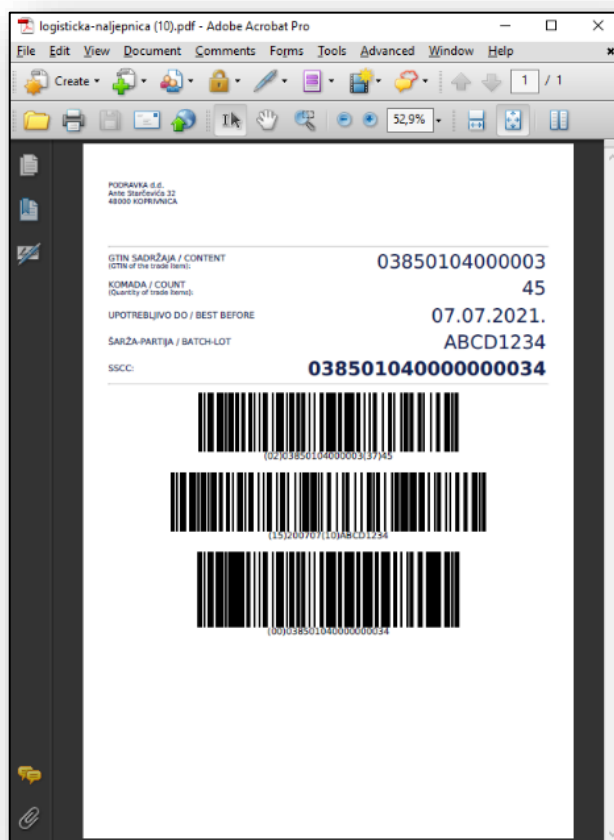 logisticka-naljepnica (10).pdf - Adobe Acrobat Pro
File Edit View Document Comments Forms Tools Advanced Window Help
Create 1 / 1
52,9%
PODRAVKA d.d.
Ante Starčevića 32
48000 KOPRIVNICA
GTIN SADRŽAJA / CONTENT 03850104000003
(GTIN of the trade item):
KOMADA / COUNT 45
(Quantity of trade items):
UPOTREBLJIVO DO / BEST BEFORE 07.07.2021.
ŠARŽA-PARTIJA / BATCH-LOT ABCD1234
SSCC: 038501040000000034
(02)03850104000003(37)45
(15)200707(10)ABCD1234
(00)038501040000000034